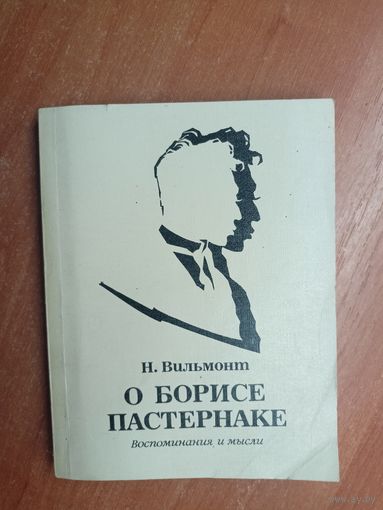 Н. Вильмонт
О БОРИСЕ
ПАСТЕРНАКЕ
Воспоминания и мысли